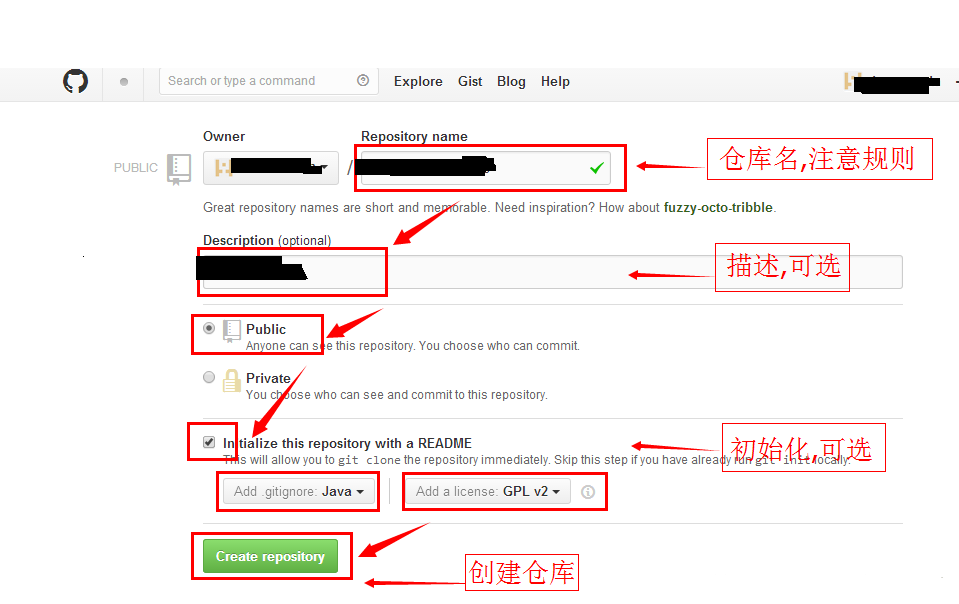 Search or type a command
Explore Gist Blog Help
Owner
Repository name
PUBLIC
/
仓库名,注意规则
Great repository names are short and memorable. Need inspiration? How about fuzzy-octo-tribble.
Description (optional)
描述,可选
Public
Anyone can see this repository. You choose who can commit.
Private
You choose who can see and commit to this repository.
Initialize this repository with a README
This will allow you to git clone the repository immediately. Skip this step if you have already run git init locally.
初始化,可选
Add .gitignore: Java
Add a license: GPL v2
Create repository
创建仓库